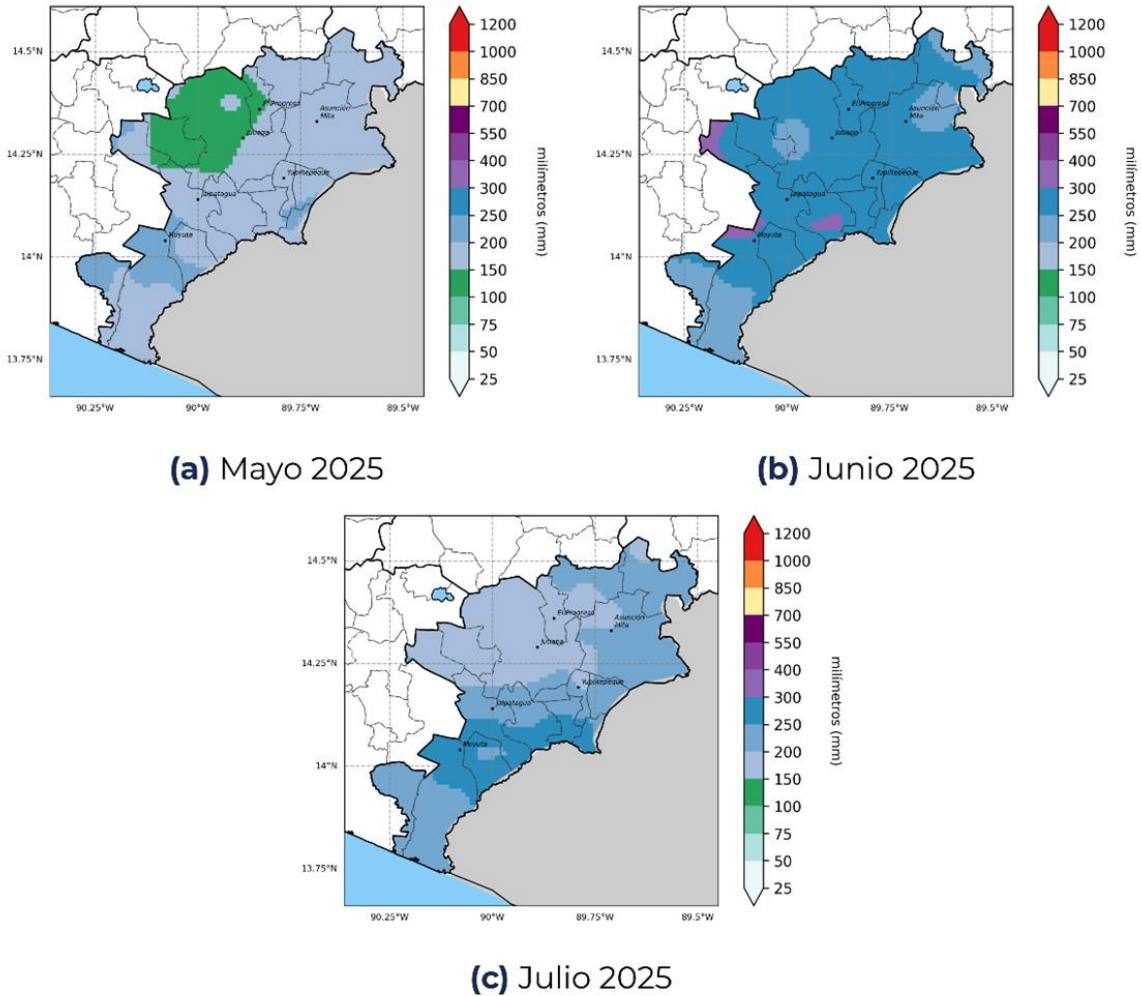 14.5°N
14.25°N
14°N
13.75°N
90.25°W
90°W
89.75°W
89.5°W
El Progreso
Asunción
Mita
Jutiapa
Yupiltepeque
Jalpatagua
Moyuta
1200
1000
850
700
550
400
300
250
200
150
100
75
50
25
milímetros (mm)
(a) Mayo 2025
14.5°N
14.25°N
14°N
13.75°N
90.25°W
90°W
89.75°W
89.5°W
El Progreso
Asunción
Mita
Jutiapa
Yupiltepeque
Jalpatagua
Moyuta
1200
1000
850
700
550
400
300
250
200
150
100
75
50
25
milímetros (mm)
(b) Junio 2025
14.5°N
14.25°N
14°N
13.75°N
90.25°W
90°W
89.75°W
89.5°W
El Progreso
Asunción
Mita
Jutiapa
Yupiltepeque
Jalpatagua
Moyuta
1200
1000
850
700
550
400
300
250
200
150
100
75
50
25
milímetros (mm)
(c) Julio 2025